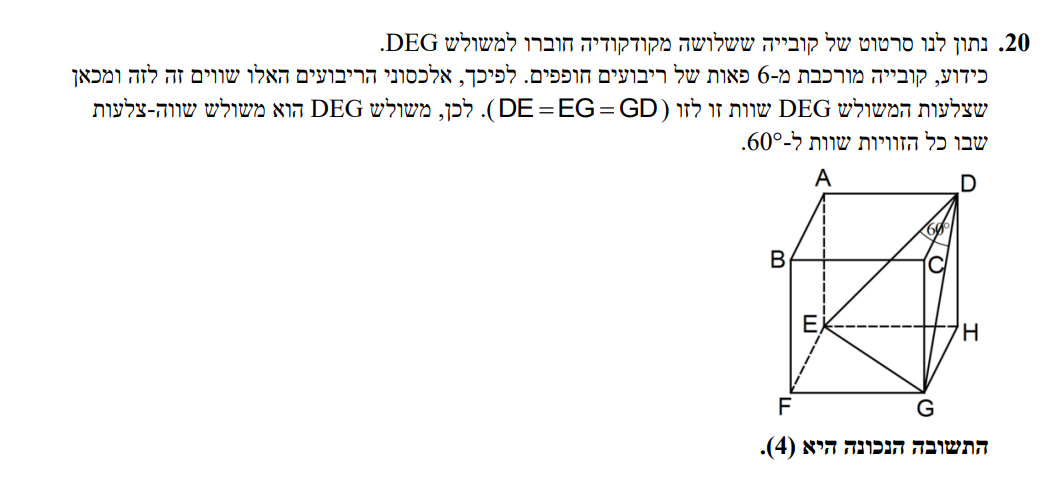 20. נתון לנו סרטוט של קובייה ששלושה מקודקודיה חוברו למשולש DEG.
כידוע, קובייה מורכבת מ-6 פאות של ריבועים חופפים. לפיכך, אלכסוני הריבועים האלו שווים זה לזה ומכאן
שצלעות המשולש DEG שוות זו לזו (DE = EG = GD). לכן, משולש DEG הוא משולש שווה-צלעות
שבו כל הזוויות שוות ל-60°.
A
D
60°
B
C
E
H
F
G
התשובה הנכונה היא (4).